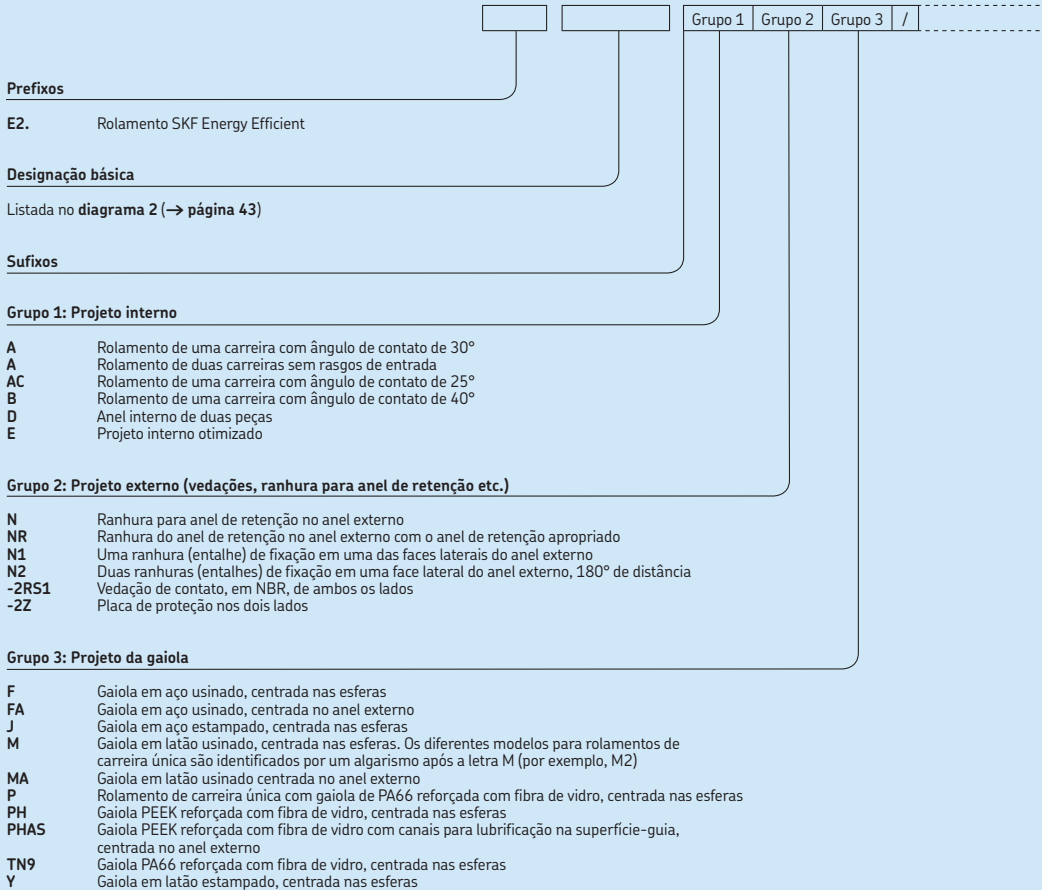 Grupo 1 Grupo 2 Grupo 3 /
Prefixos
E2. Rolamento SKF Energy Efficient
Designação básica
Listada no diagrama 2 (→ página 43)
Sufixos
Grupo 1: Projeto interno
A Rolamento de uma carreira com ângulo de contato de 30°
A Rolamento de duas carreiras sem rasgos de entrada
AC Rolamento de uma carreira com ângulo de contato de 25°
B Rolamento de uma carreira com ângulo de contato de 40°
D Anel interno de duas peças
E Projeto interno otimizado
Grupo 2: Projeto externo (vedações, ranhura para anel de retenção etc.)
N Ranhura para anel de retenção no anel externo
NR Ranhura do anel de retenção no anel externo com o anel de retenção apropriado
N1 Uma ranhura (entalhe) de fixação em uma das faces laterais do anel externo
N2 Duas ranhuras (entalhes) de fixação em uma face lateral do anel externo, 180° de distância
-2RS1 Vedação de contato, em NBR, de ambos os lados
-2Z Placa de proteção nos dois lados
Grupo 3: Projeto da gaiola
F Gaiola em aço usinado, centrada nas esferas
FA Gaiola em aço usinado, centrada no anel externo
J Gaiola em aço estampado, centrada nas esferas
M Gaiola em latão usinado, centrada nas esferas. Os diferentes modelos para rolamentos de
carreira única são identificados por um algarismo após a letra M (por exemplo, M2)
MA Gaiola em latão usinado centrada no anel externo
P Rolamento de carreira única com gaiola de PA66 reforçada com fibra de vidro, centrada nas esferas
PH Gaiola PEEK reforçada com fibra de vidro, centrada nas esferas
PHAS Gaiola PEEK reforçada com fibra de vidro com canais para lubrificação na superfície-guia,
centrada no anel externo
TN9 Gaiola PA66 reforçada com fibra de vidro, centrada nas esferas
Y Gaiola em latão estampado, centrada nas esferas